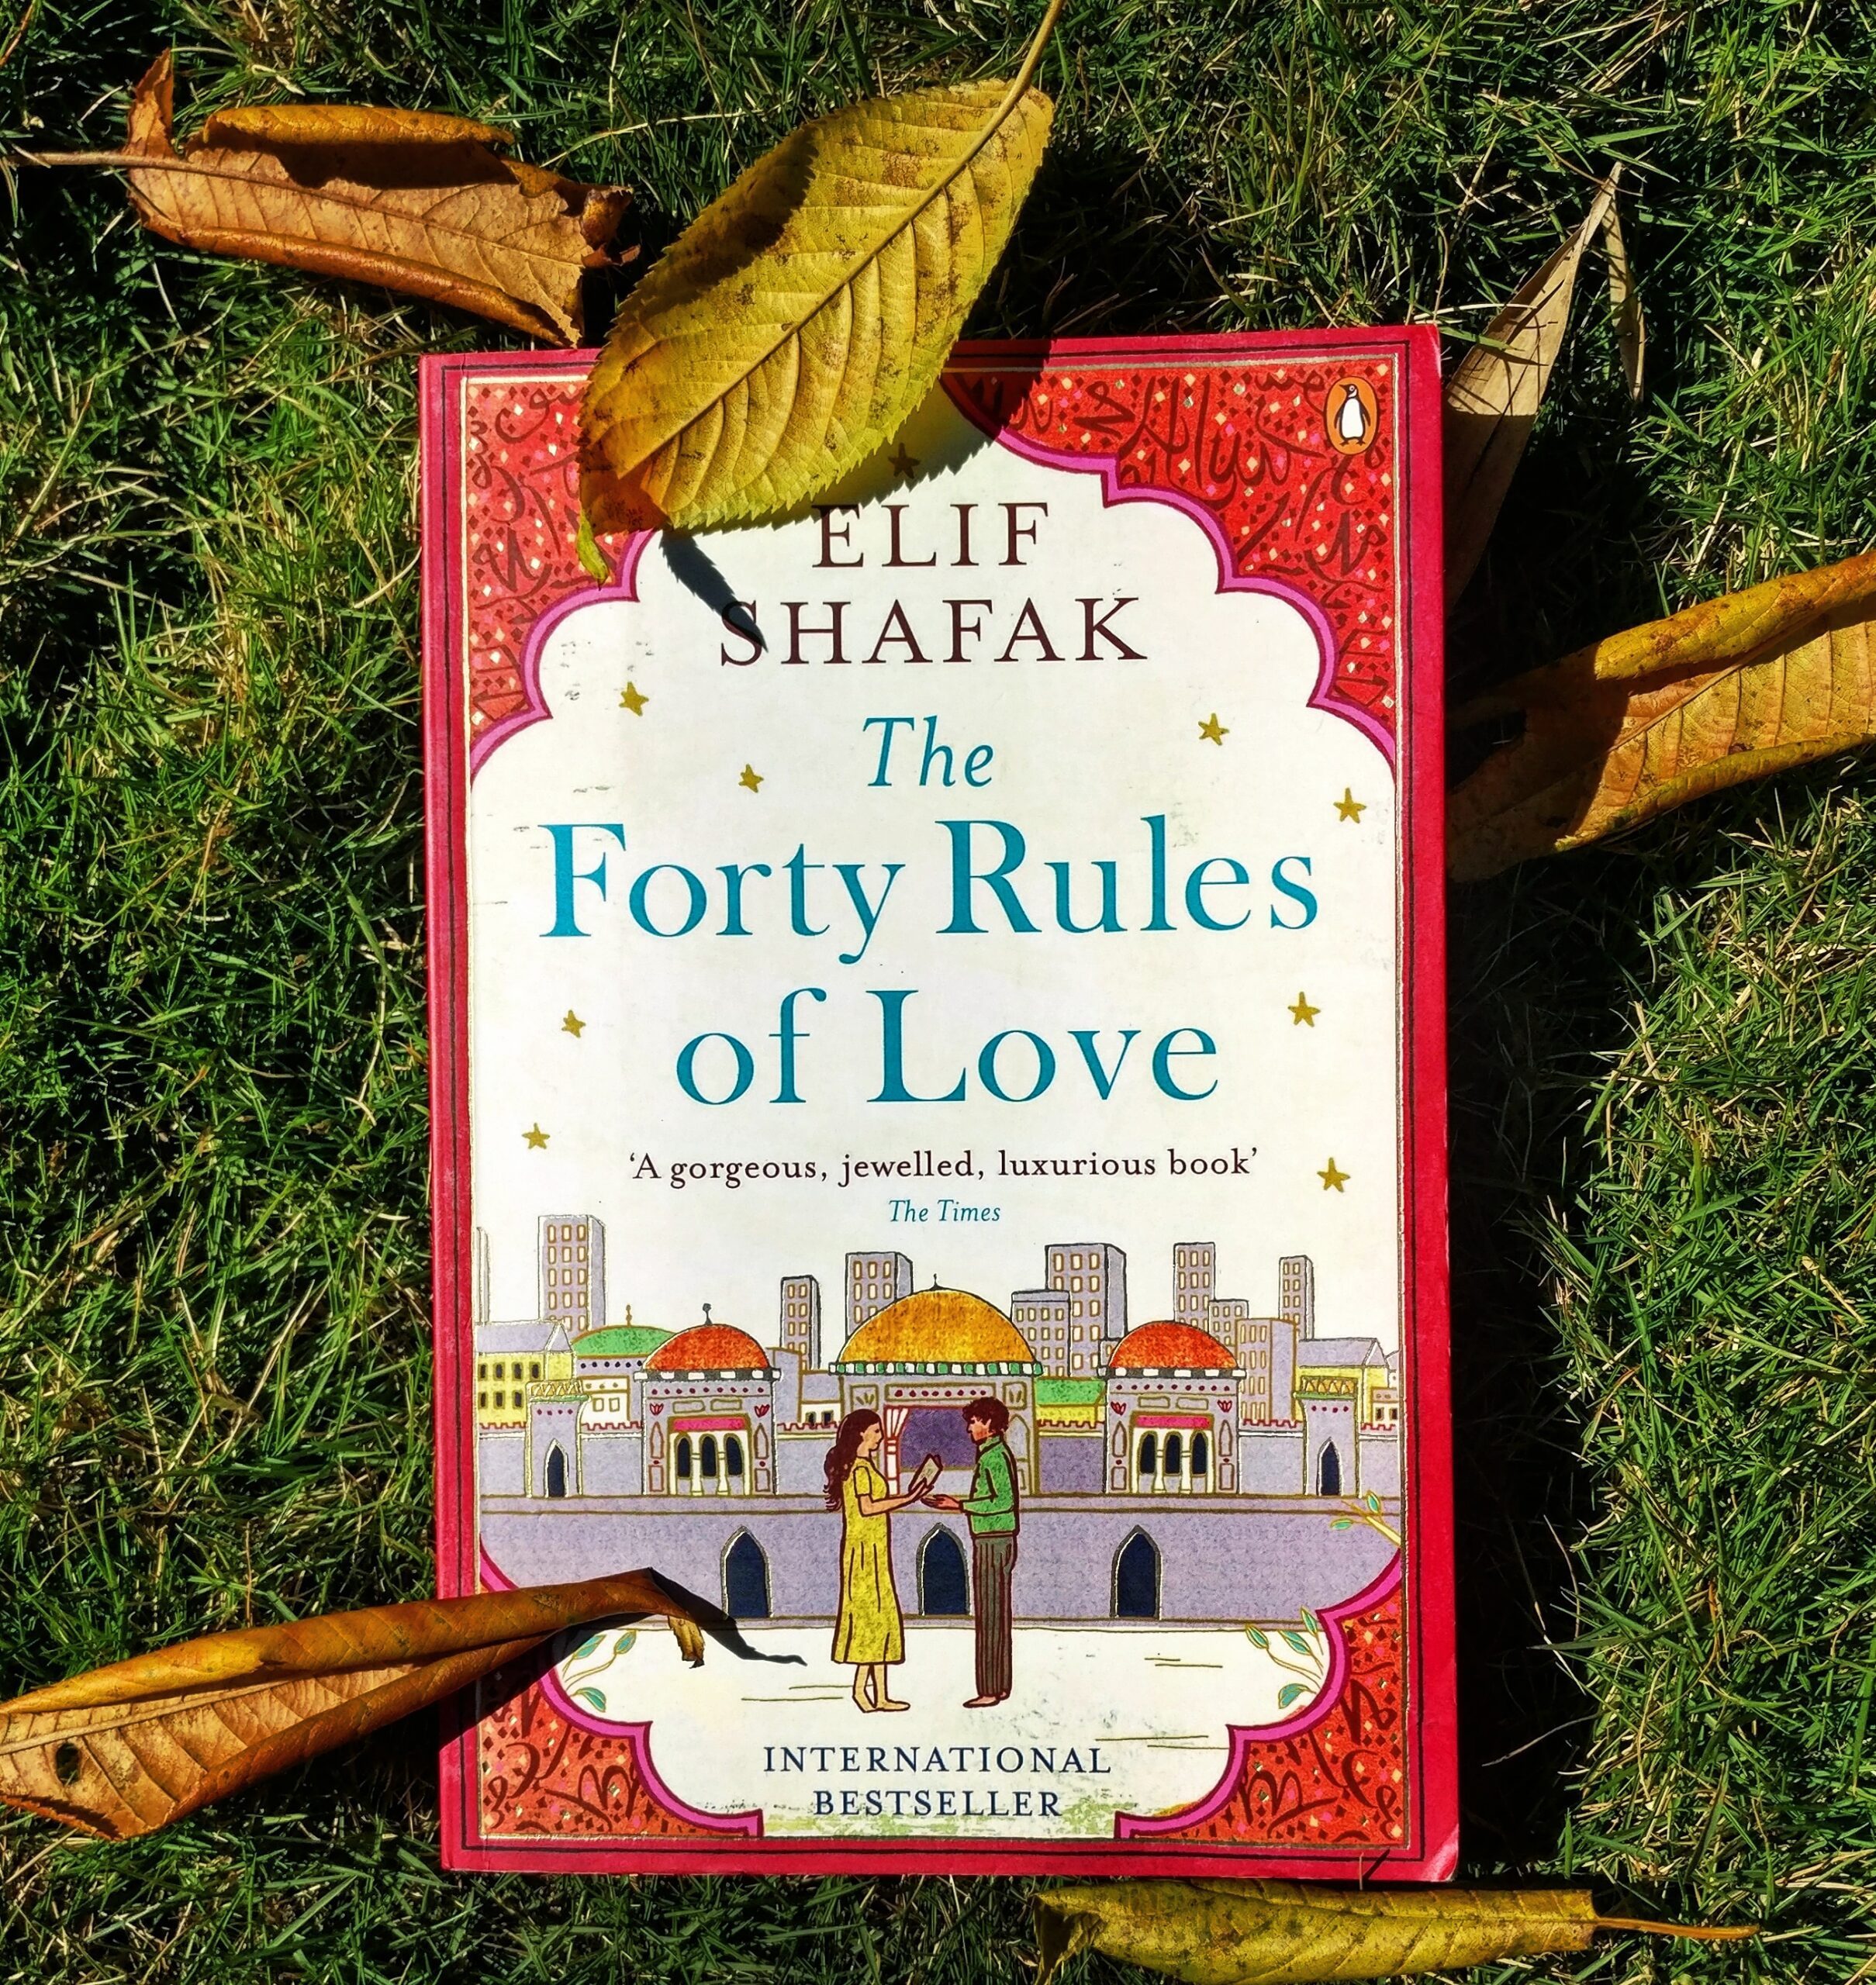 ELIF
SHAFAK
The
Forty Rules
of Love
‘A gorgeous, jewelled, luxurious book’
The Times
INTERNATIONAL
BESTSELLER